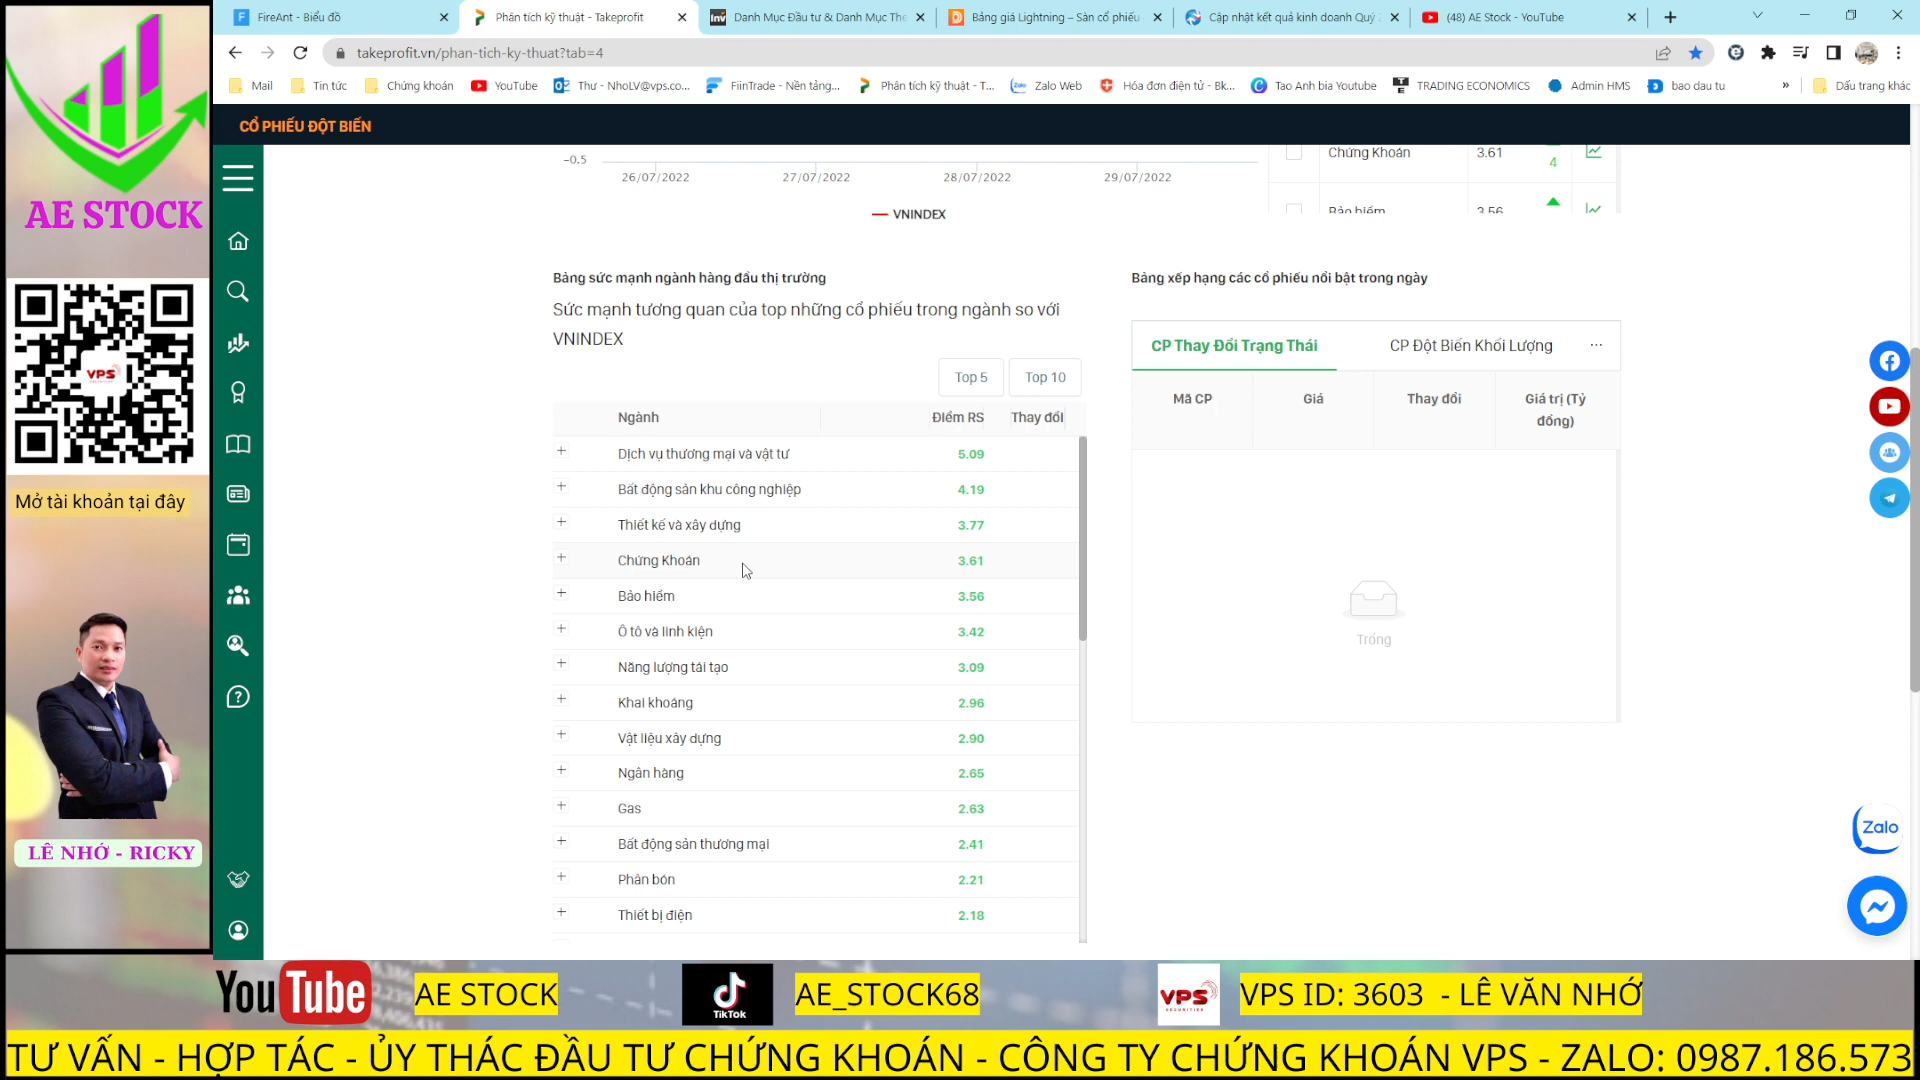 AE STOCK
VPS
Mở tài khoản tại đây
LÊ NHỚ - RICKY
FireAnt - Biểu đồ
Phân tích kỹ thuật - Takeprofit
Danh Mục Đầu tư & Danh Mục The
Bảng giá Lightning – Sàn cổ phiếu
Cập nhật kết quả kinh doanh Quý
(48) AE Stock - YouTube
takeprofit.vn/phan-tich-ky-thuat?tab=4
Mail
Tin tức
Chứng khoán
YouTube
Thư - NhoLV@vps.co...
FiinTrade - Nền tảng...
Phân tích kỹ thuật - T...
Zalo Web
Hóa đơn điện tử - Bk...
Tao Anh bia Youtube
TRADING ECONOMICS
Admin HMS
bao dau tu
»
Dấu trang khác
CỔ PHIẾU ĐỘT BIẾN
−0.5
26/07/2022 27/07/2022 28/07/2022 29/07/2022
VNINDEX
Chứng Khoán 3.61 4
Bảo hiểm 3.56
Bảng sức mạnh ngành hàng đầu thị trường
Sức mạnh tương quan của top những cổ phiếu trong ngành so với
VNINDEX
Top 5 Top 10
Ngành Điểm RS Thay đổi
+ Dịch vụ thương mại và vật tư 5.09
+ Bất động sản khu công nghiệp 4.19
+ Thiết kế và xây dựng 3.77
+ Chứng Khoán 3.61
+ Bảo hiểm 3.56
+ Ô tô và linh kiện 3.42
+ Năng lượng tái tạo 3.09
+ Khai khoáng 2.96
+ Vật liệu xây dựng 2.90
+ Ngân hàng 2.65
+ Gas 2.63
+ Bất động sản thương mại 2.41
+ Phân bón 2.21
+ Thiết bị điện 2.18
Bảng xếp hạng các cổ phiếu nổi bật trong ngày
CP Thay Đổi Trạng Thái CP Đột Biến Khối Lượng ...
Mã CP Giá Thay đổi Giá trị (Tỷ
đồng)
Trống
Zalo
YouTube
AE STOCK
TikTok
AE_STOCK68
VPS
SECURITIES
VPS ID: 3603 - LÊ VĂN NHỚ
TƯ VẤN - HỢP TÁC - ỦY THÁC ĐẦU TƯ CHỨNG KHOÁN - CÔNG TY CHỨNG KHOÁN VPS - ZALO: 0987.186.573